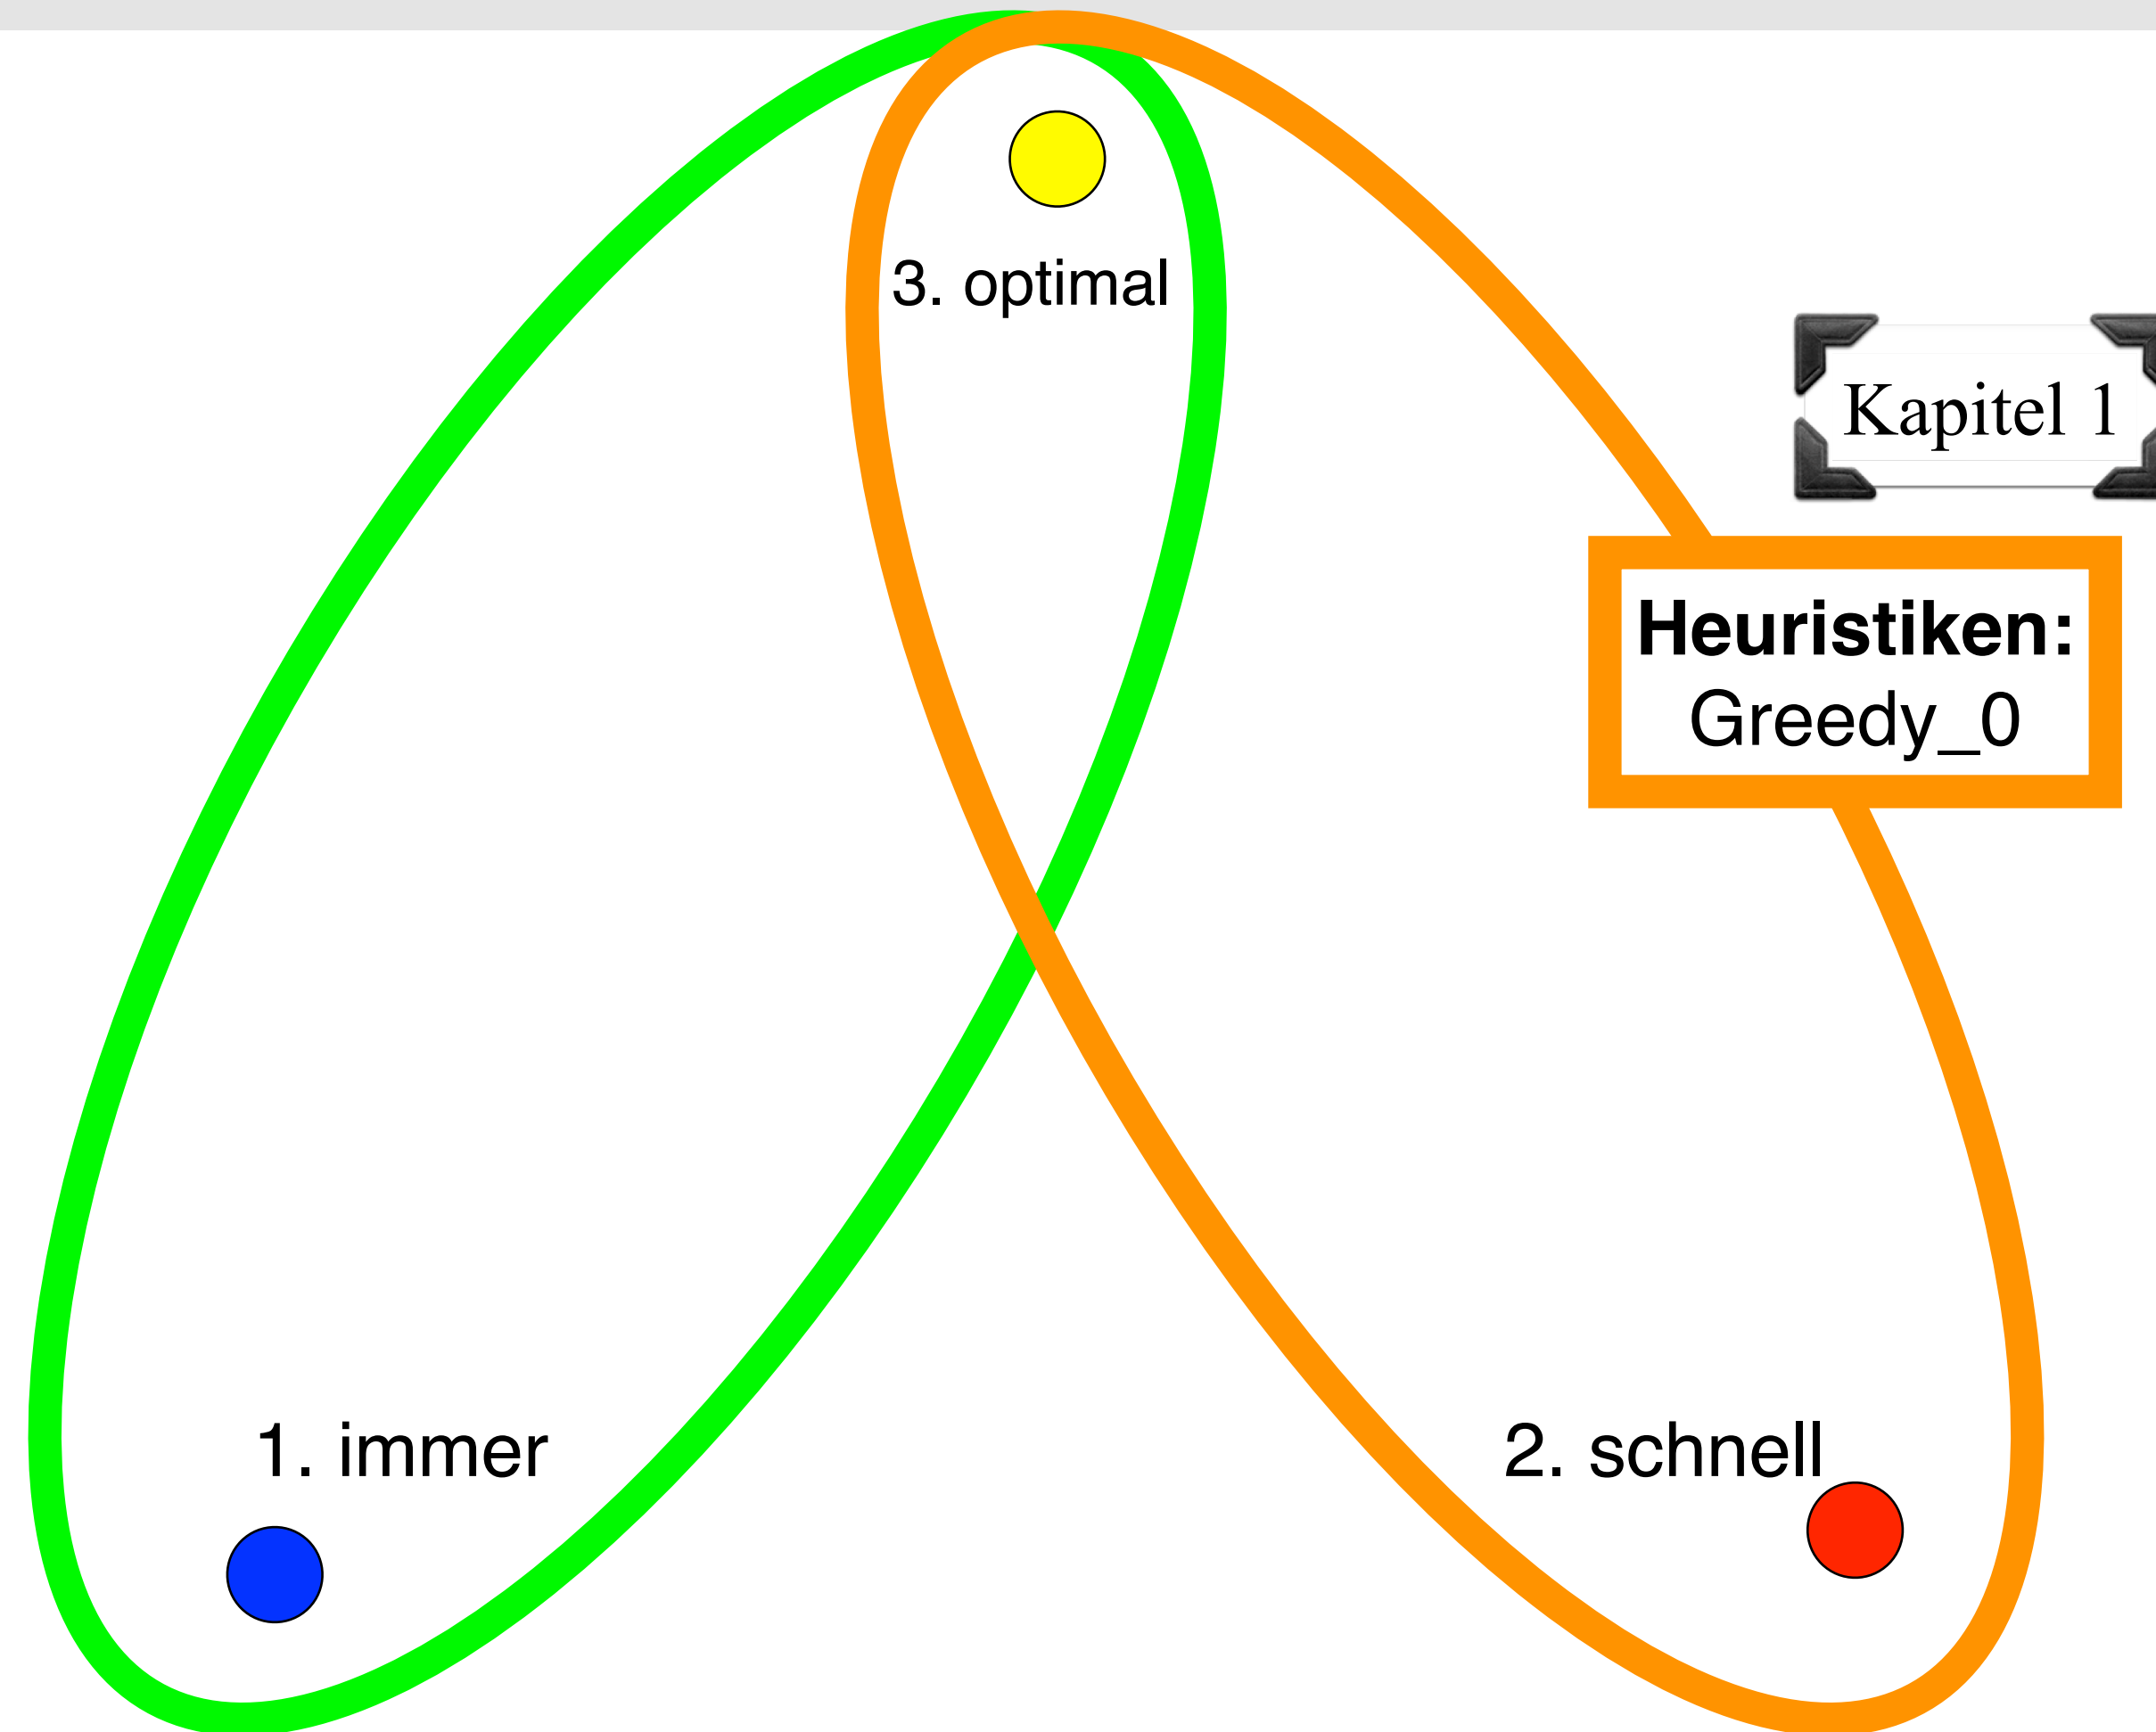 3. optimal
Kapitel 1
Heuristiken:
Greedy_0
1. immer
2. schnell